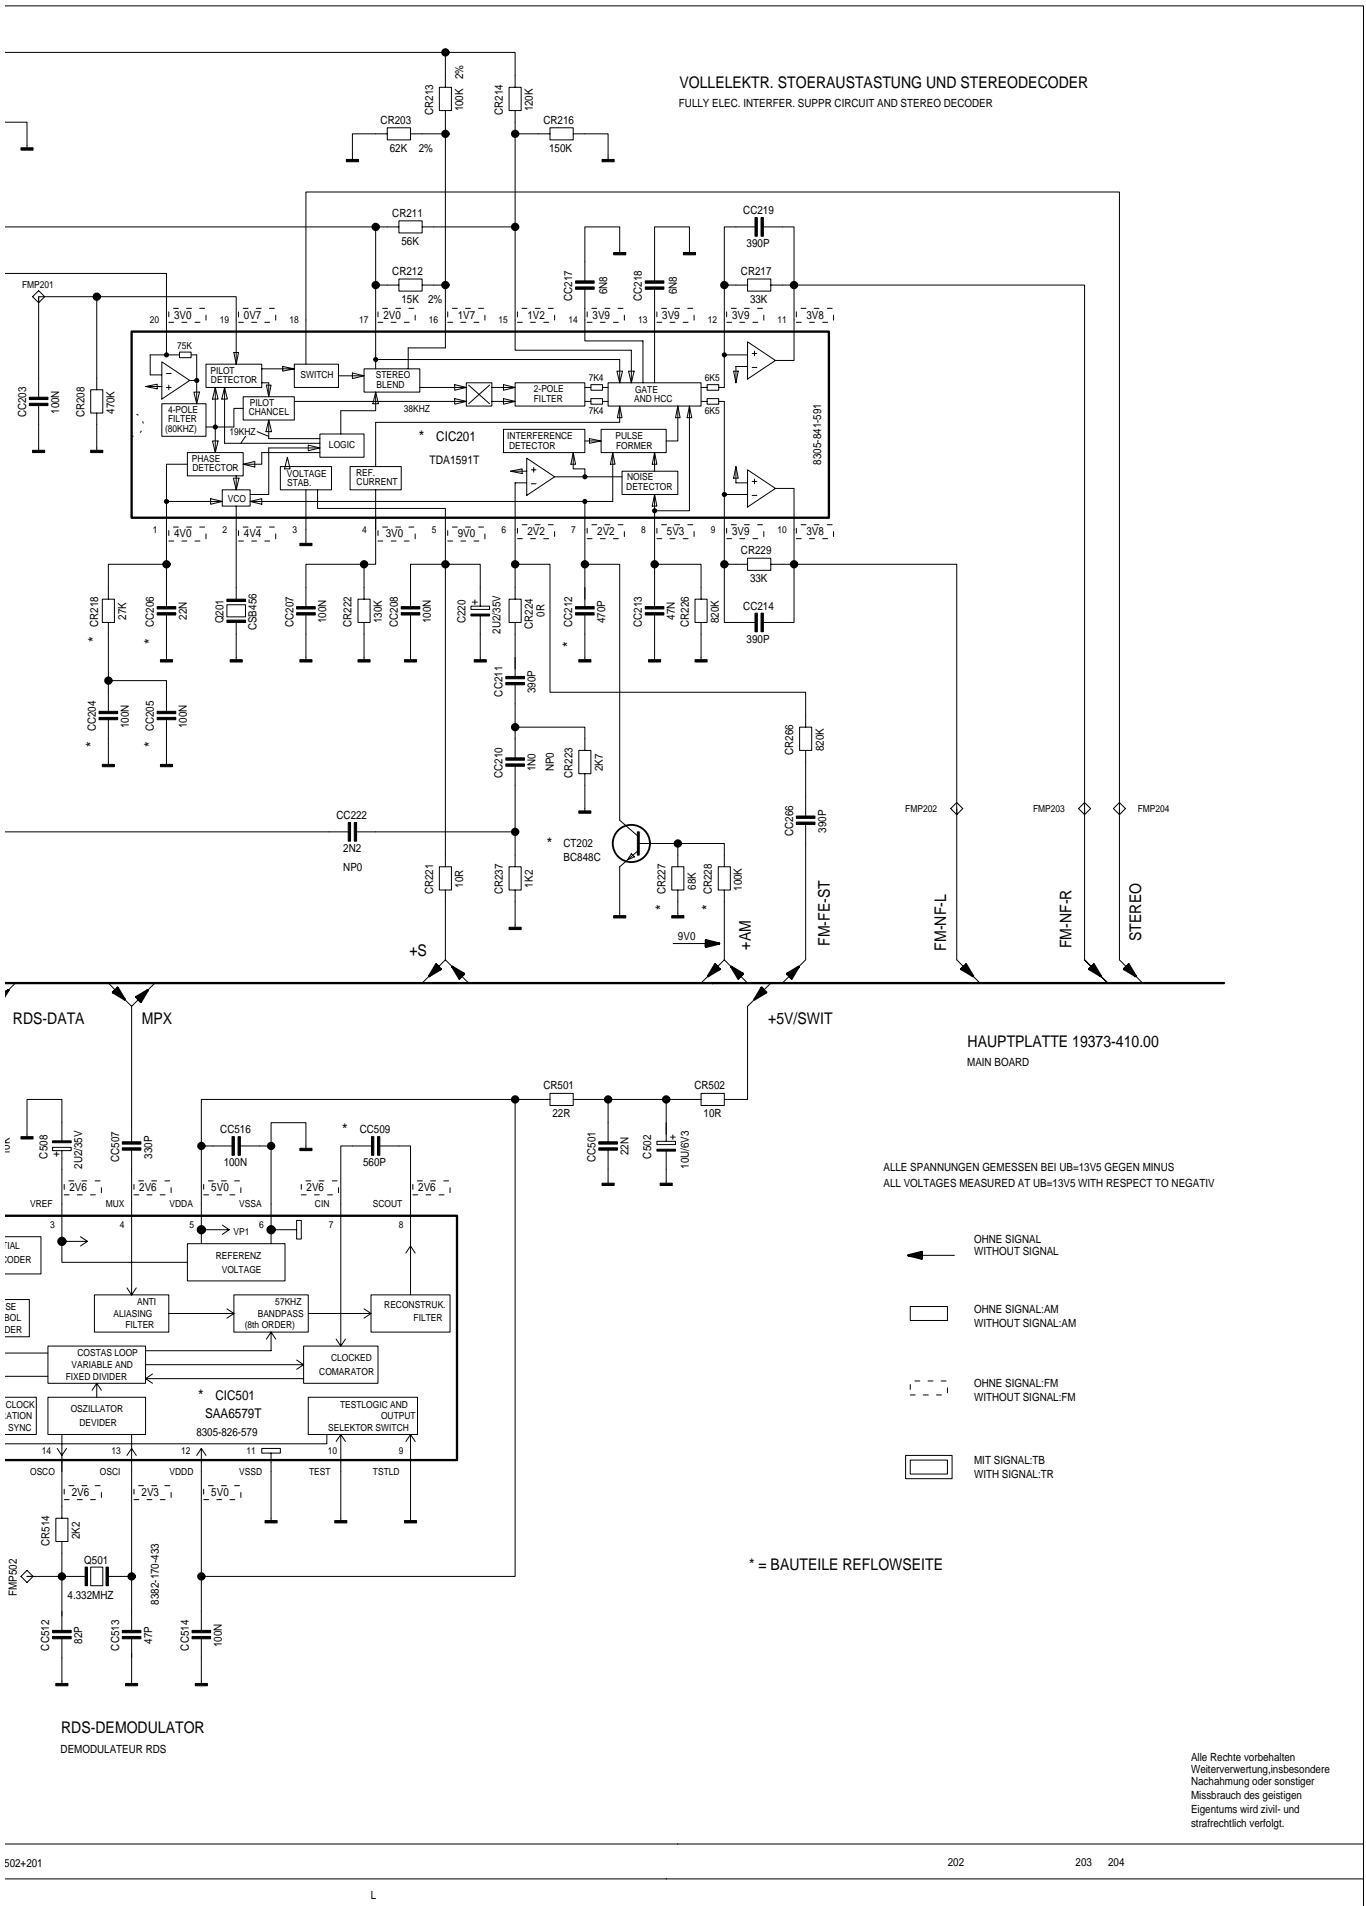 VOLLELEKTR. STOERAUSTASTUNG UND STEREODECODER
FULLY ELEC. INTERFER. SUPPR CIRCUIT AND STEREO DECODER
CR213
100K 2%
CR214
120K
CR203
62K 2%
CR216
150K
CR211
56K
CR212
15K 2%
CC217
6N8
CC218
6N8
CC219
390P
CR217
33K
FMP201
CC203
100N
CR208
470K
20 3V0
19 0V7
18
17 2V0
16 1V7
15 1V2
14 3V9
13 3V9
12 3V9
11 3V8
75K
PILOT
DETECTOR
SWITCH
STEREO
BLEND
2-POLE
FILTER
7K4
7K4
GATE
AND HCC
6K5
6K5
4-POLE
FILTER
(80KHZ)
PILOT
CHANCEL
38KHZ
19KHZ
LOGIC
* CIC201
TDA1591T
INTERFERENCE
DETECTOR
PULSE
FORMER
PHASE
DETECTOR
VOLTAGE
STAB.
REF.
CURRENT
NOISE
DETECTOR
VCO
8305-841-591
1 4V0
2 4V4
3
4 3V0
5 9V0
6 2V2
7 2V2
8 5V3
9 3V9
10 3V8
CR229
33K
CC214
390P
CR218
27K
*
CC206
22N
*
Q201
CSB456
CC207
100N
CR222
130K
CC208
100N
C220
+
2U2/35V
CR224
0R
CC212
470P
*
CC213
47N
CR226
820K
CC204
100N
*
CC205
100N
*
CC211
390P
CC210
1N0
NP0
CR223
2K7
CR266
820K
CC266
390P
CC222
2N2
NP0
* CT202
BC848C
CR221
10R
CR237
1K2
CR227
68K
*
CR228
100K
*
9V0
FMP202
FMP203
FMP204
+S
+AM
FM-FE-ST
FM-NF-L
FM-NF-R
STEREO
RDS-DATA
MPX
+5V/SWIT
HAUPTPLATTE 19373-410.00
MAIN BOARD
CR501
22R
CR502
10R
CC501
22N
C502
+
10U/6V3
C508
+
2U2/35V
CC507
330P
CC516
100N
* CC509
560P
2V6
2V6
5V0
2V6
2V6
VREF
MUX
VDDA
VSSA
CIN
SCOUT
3
4
5
6
7
8
VP1
REFERENZ
VOLTAGE
ANTI
ALIASING
FILTER
57KHZ
BANDPASS
(8th ORDER)
RECONSTRUK.
FILTER
COSTAS LOOP
VARIABLE AND
FIXED DIVIDER
CLOCKED
COMARATOR
* CIC501
SAA6579T
8305-826-579
OSZILLATOR
DEVIDER
TESTLOGIC AND
OUTPUT
SELEKTOR SWITCH
CLOCK
SYNC
14
13
12
11
10
9
OSCO
OSCI
VDDD
VSSD
TEST
TSTLD
2V6
2V3
5V0
CR514
2K2
FMP502
Q501
4.332MHZ
8382-170-433
CC512
82P
CC513
47P
CC514
100N
ALLE SPANNUNGEN GEMESSEN BEI UB=13V5 GEGEN MINUS
ALL VOLTAGES MEASURED AT UB=13V5 WITH RESPECT TO NEGATIV
OHNE SIGNAL
WITHOUT SIGNAL
OHNE SIGNAL:AM
WITHOUT SIGNAL:AM
OHNE SIGNAL:FM
WITHOUT SIGNAL:FM
MIT SIGNAL:TB
WITH SIGNAL:TR
* = BAUTEILE REFLOWSEITE
RDS-DEMODULATOR
DEMODULATEUR RDS
Alle Rechte vorbehalten
Weiterverwertung,insbesondere
Nachahmung oder sonstiger
Missbrauch des geistigen
Eigentums wird zivil- und
strafrechtlich verfolgt.
502+201
202
203 204
L